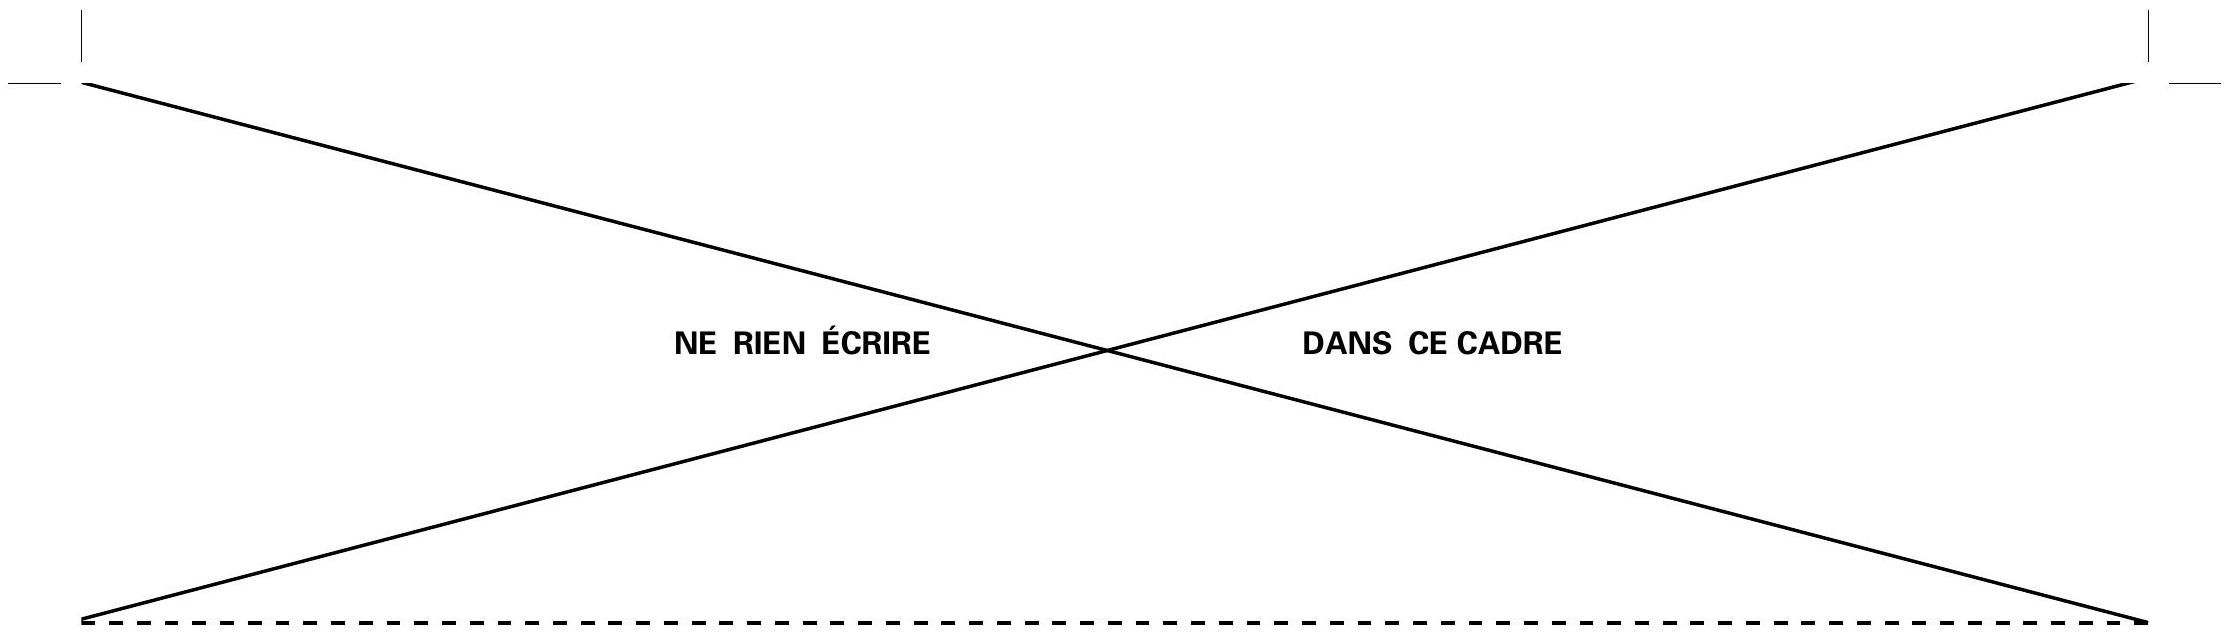 NE RIEN ÉCRIRE DANS CE CADRE